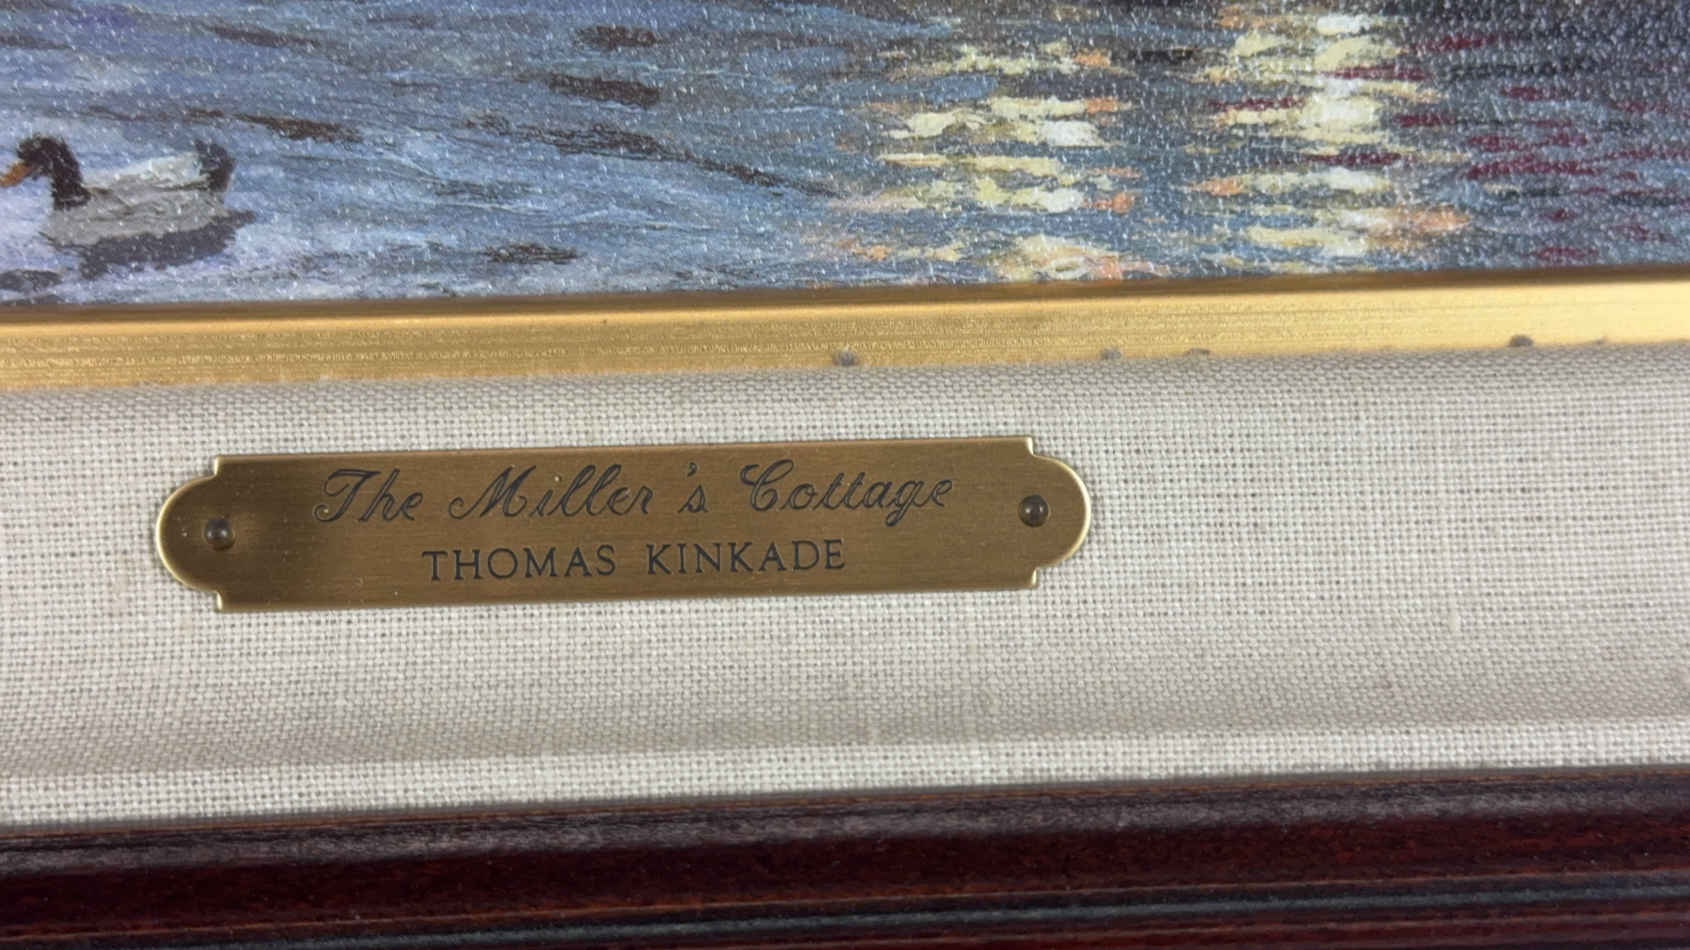 The Miller's Cottage
THOMAS KINKADE